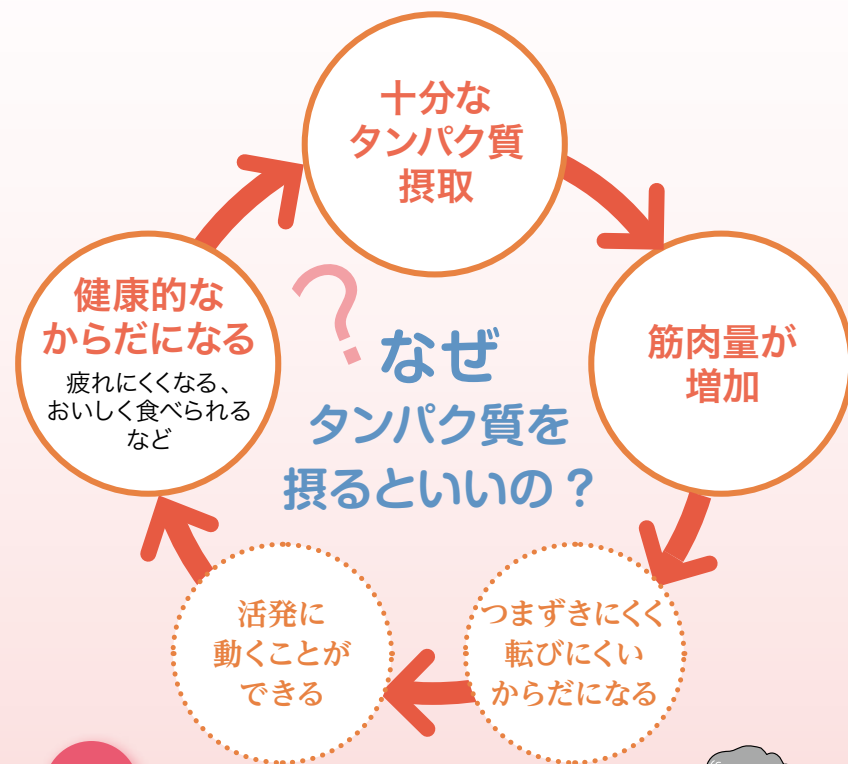 十分な
タンパク質
摂取
筋肉量が
増加
つまずきにくく
転びにくい
からだになる
活発に
動くことが
できる
健康的な
からだになる
疲れにくくなる、
おいしく食べられる
など
？
なぜ
タンパク質を
摂るといいの？